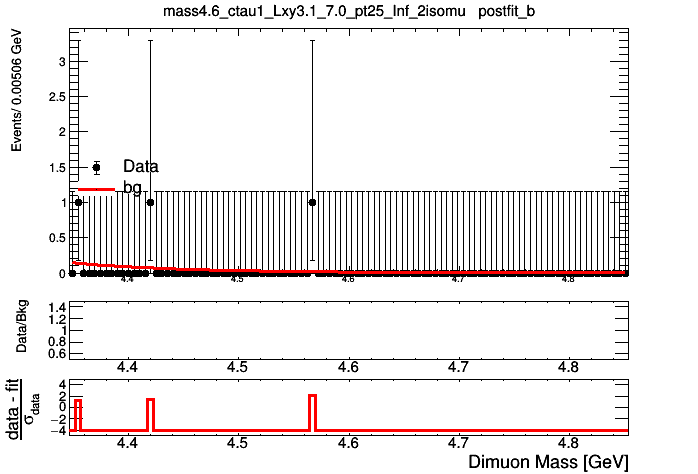 mass4.6_ctau1_Lxy3.1_7.0_pt25_Inf_2isomu postfit_b
Events/ 0.00506 GeV
3
2.5
2
1.5
1
0.5
0
Data
bg
4.4 4.5 4.6 4.7 4.8
Data/Bkg
1.4
1.2
1
0.8
0.6
4.4 4.5 4.6 4.7 4.8
data - fit
σdata
4
2
0
−2
−4
4.4 4.5 4.6 4.7 4.8
Dimuon Mass [GeV]